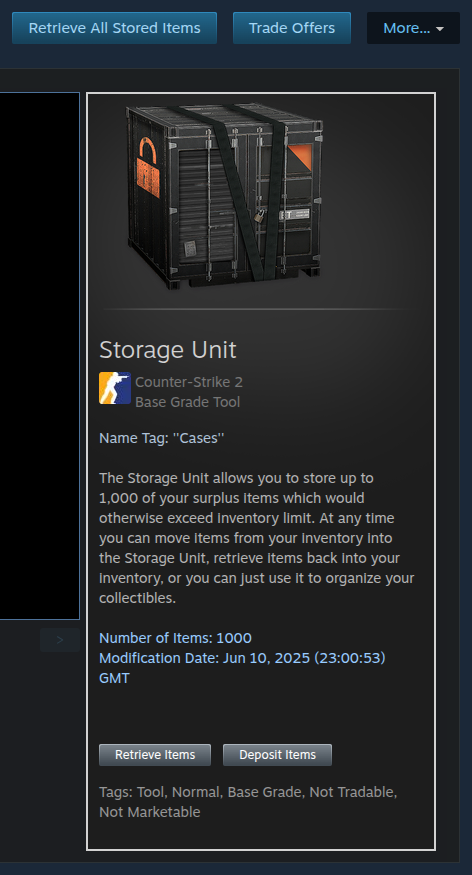 Retrieve All Stored Items
Trade Offers
More...
Storage Unit
Counter-Strike 2
Base Grade Tool
Name Tag: ''Cases''
The Storage Unit allows you to store up to
1,000 of your surplus items which would
otherwise exceed inventory limit. At any time
you can move items from your inventory into
the Storage Unit, retrieve items back into your
inventory, or you can just use it to organize your
collectibles.
Number of Items: 1000
Modification Date: Jun 10, 2025 (23:00:53)
GMT
>
Retrieve Items
Deposit Items
Tags: Tool, Normal, Base Grade, Not Tradable,
Not Marketable